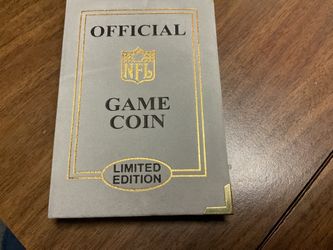 OFFICIAL
NFL
GAME
COIN
LIMITED
EDITION